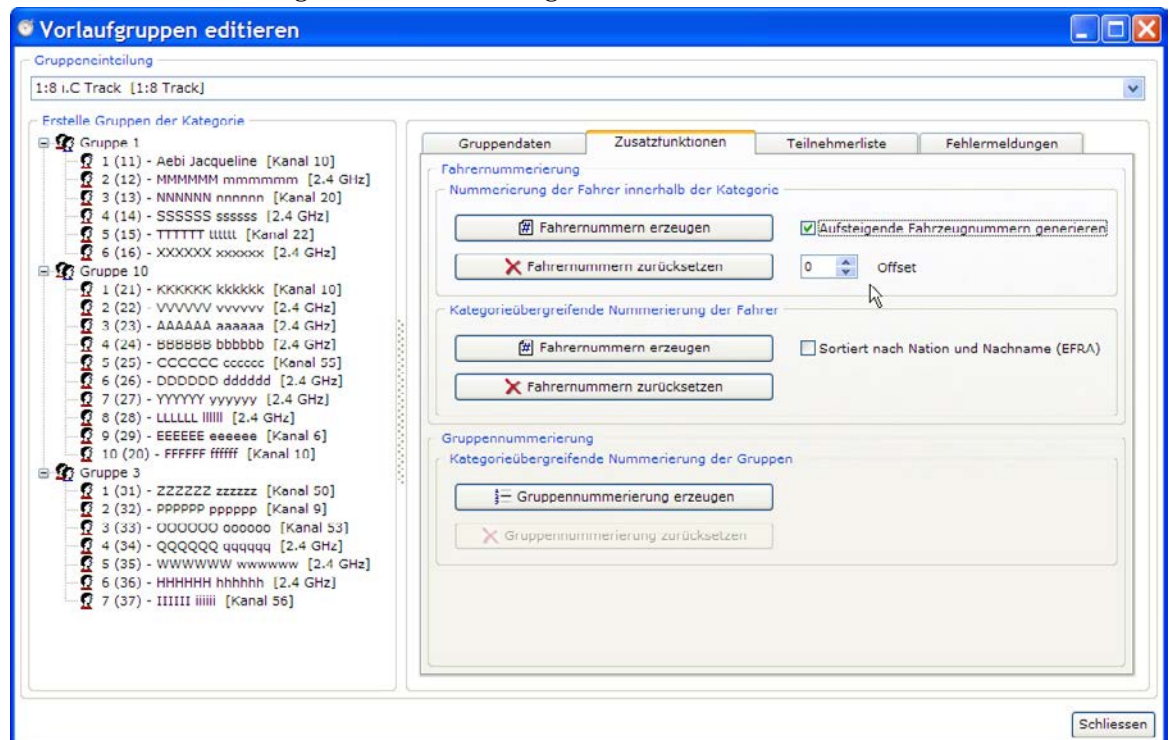 Vorlaufgruppen editieren
Gruppeneinteilung
1:8 i.C Track [1:8 Track]
Erstelle Gruppen der Kategorie
Gruppe 1
1 (11) - Aebi Jacqueline [Kanal 10]
2 (12) - MMMMMM mmmmmm [2.4 GHz]
3 (13) - NNNNNN nnnnnn [Kanal 20]
4 (14) - SSSSSS ssssss [2.4 GHz]
5 (15) - TTTTTT tttttt [Kanal 22]
6 (16) - XXXXXX xxxxxx [2.4 GHz]
Gruppe 10
1 (21) - KKKKKK kkkkkk [Kanal 10]
2 (22) - VVVVVV vvvvvv [2.4 GHz]
3 (23) - AAAAAA aaaaaa [2.4 GHz]
4 (24) - BBBBBB bbbbbb [2.4 GHz]
5 (25) - CCCCCC cccccc [Kanal 55]
6 (26) - DDDDDD dddddd [2.4 GHz]
7 (27) - YYYYYY yyyyyy [2.4 GHz]
8 (28) - LLLLLL llllll [2.4 GHz]
9 (29) - EEEEEE eeeeee [Kanal 6]
10 (20) - FFFFFF ffffff [Kanal 10]
Gruppe 3
1 (31) - ZZZZZZ zzzzzz [Kanal 50]
2 (32) - PPPPPP pppppp [Kanal 9]
3 (33) - OOOOOO oooooo [Kanal 53]
4 (34) - QQQQQQ qqqqqq [2.4 GHz]
5 (35) - WWWWWW wwwwww [2.4 GHz]
6 (36) - HHHHHH hhhhhh [2.4 GHz]
7 (37) - IIIIII iiiiii [Kanal 56]
Gruppendaten
Zusatzfunktionen
Teilnehmerliste
Fehlermeldungen
Fahrernummerierung
Nummerierung der Fahrer innerhalb der Kategorie
Fahrernummern erzeugen
Aufsteigende Fahrzeugnummern generieren
Fahrernummern zurücksetzen
0 Offset
Kategorieübergreifende Nummerierung der Fahrer
Fahrernummern erzeugen
Sortiert nach Nation und Nachname (EFRA)
Fahrernummern zurücksetzen
Gruppennummerierung
Kategorieübergreifende Nummerierung der Gruppen
Gruppennummerierung erzeugen
Gruppennummerierung zurücksetzen
Schliessen